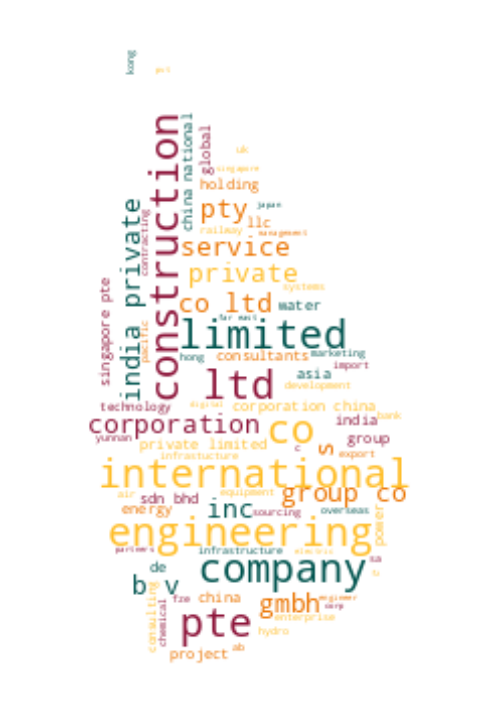 kong
pvt
construction
china national
global
uk
singapore
holding
india private
contracting
pty
japan
llc
railway
management
service
private
systems
singapore pte
co ltd
water
far east
limited
pacific
hong
consultants
marketing
import
ltd
asia
development
technology
digital
corporation china
corporation
co
india
bank
yunnan
private limited
c
s
group
infrastucture
export
international
air
sdn bhd
equipment
group co
energy
inc
sourcing
overseas
power
engineering
partners
infrastructure
electric
de
company
sa
c
b v
consulting
chemical
fze
china
gmbh
engineer
corp
pte
enterprise
hydro
project
ab